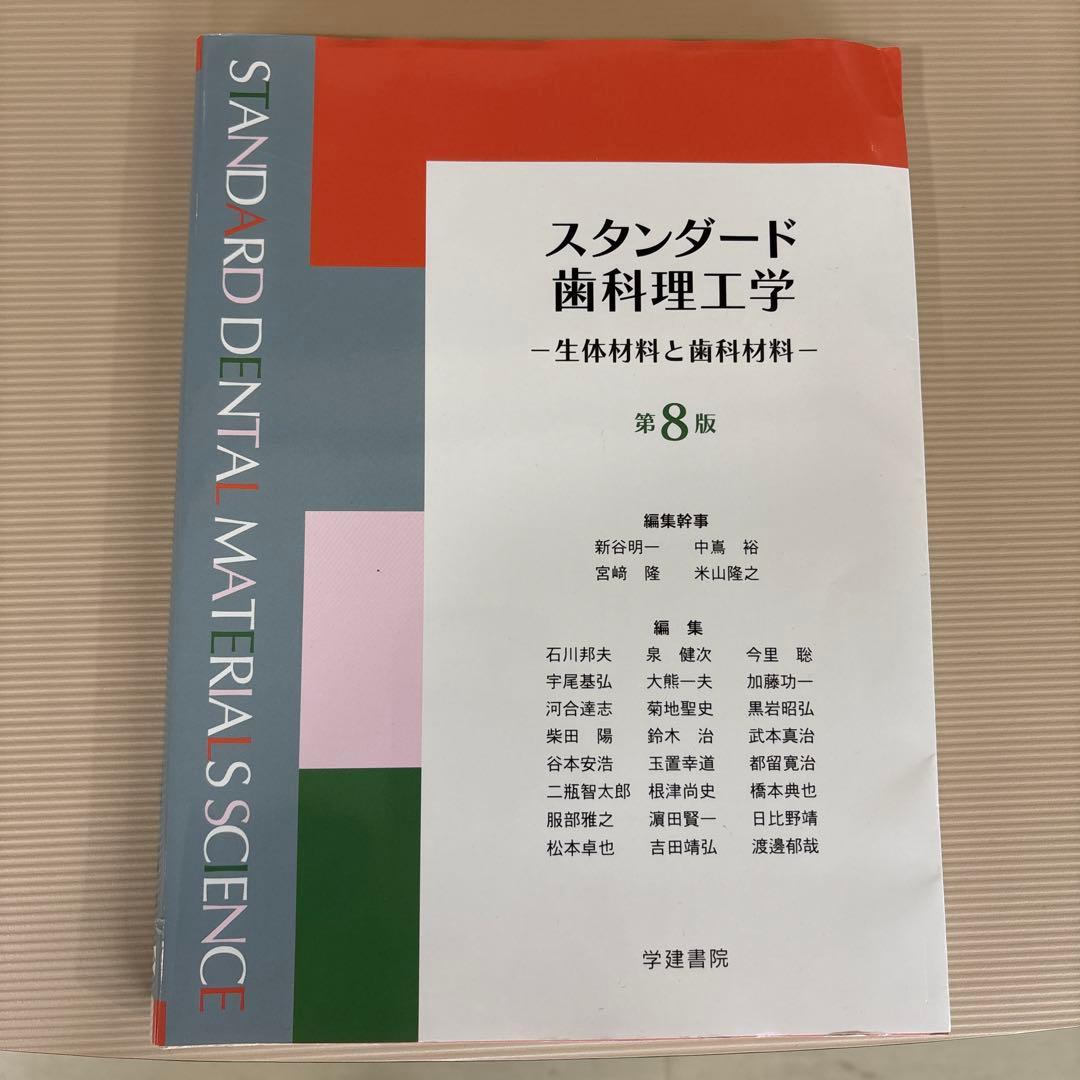 STANDARD DENTAL MATERIALS SCIENCE
スタンダード
歯科理工学
－生体材料と歯科材料－
第8版
編集幹事
新谷明一　中嶌　裕
宮﨑　隆　米山隆之
編　集
石川邦夫　泉　健次　今里　聡
宇尾基弘　大熊一夫　加藤功一
河合達志　菊地聖史　黒岩昭弘
柴田　陽　鈴木　治　武本真治
谷本安浩　玉置幸道　都留寛治
二瓶智太郎　根津尚史　橋本典也
服部雅之　濵田賢一　日比野靖
松本卓也　吉田靖弘　渡邊郁哉
学建書院